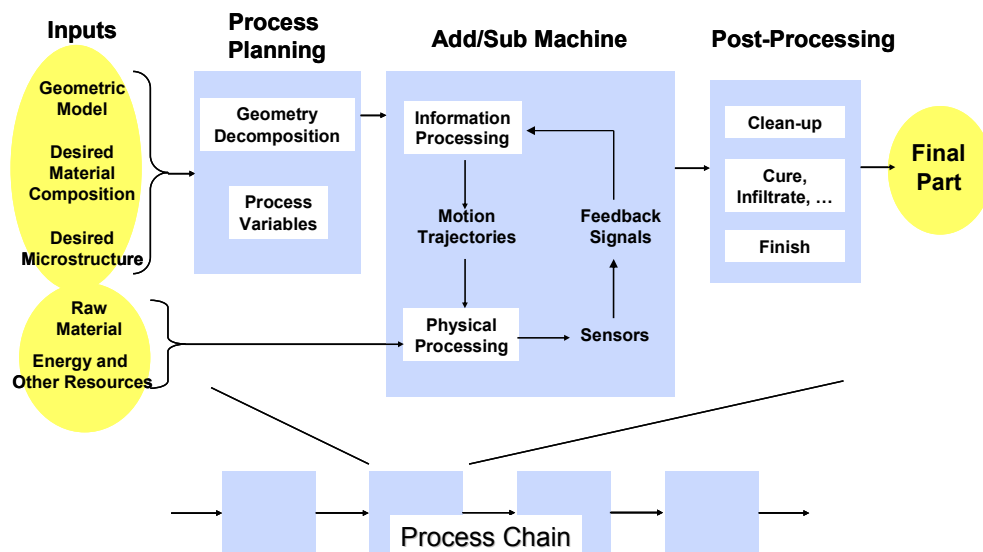 Inputs
Geometric
Model
Desired
Material
Composition
Desired
Microstructure
Raw
Material
Energy and
Other Resources
Process
Planning
Geometry
Decomposition
Process
Variables
Add/Sub Machine
Information
Processing
Motion
Trajectories
Feedback
Signals
Physical
Processing
Sensors
Post-Processing
Clean-up
Cure,
Infiltrate, …
Finish
Final
Part
Process Chain